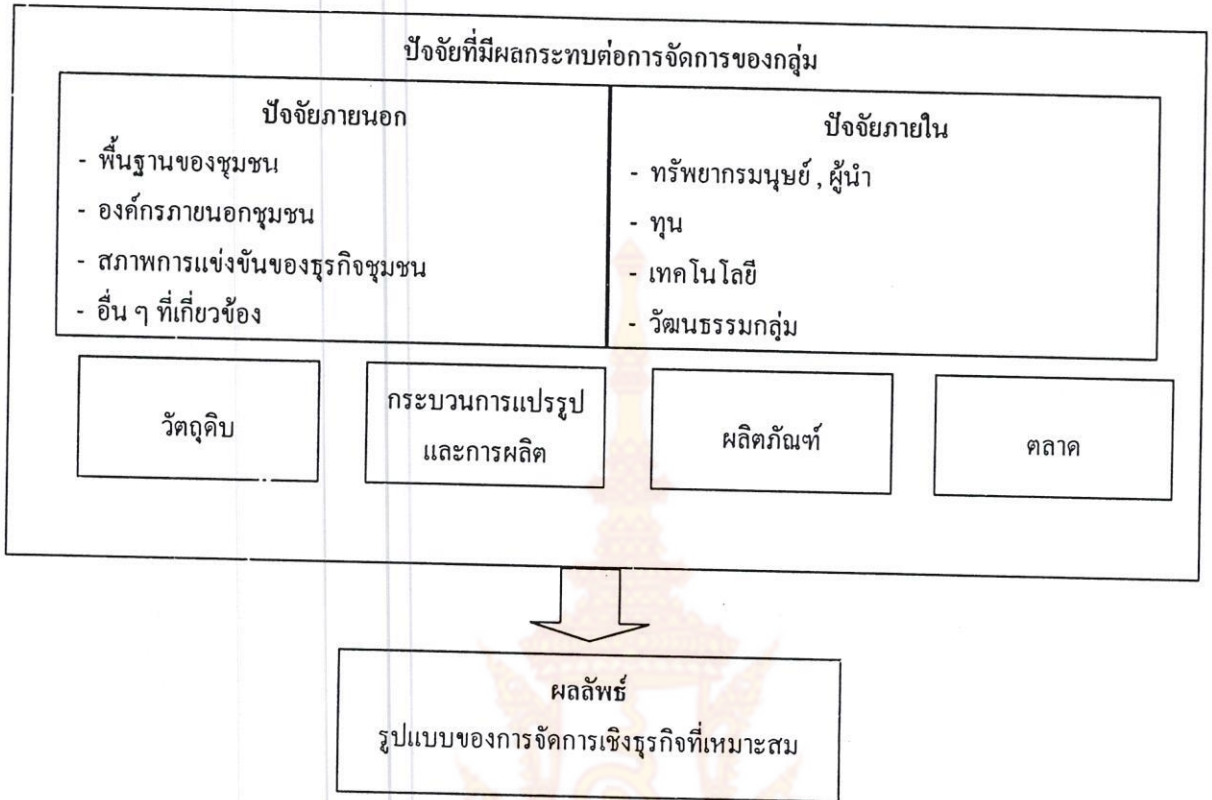 ปัจจัยที่มีผลกระทบต่อการจัดการของกลุ่ม
ปัจจัยภายนอก
- พื้นฐานของชุมชน
- องค์กรภายนอกชุมชน
- สภาพการแข่งขันของธุรกิจชุมชน
- อื่น ๆ ที่เกี่ยวข้อง
ปัจจัยภายใน
- ทรัพยากรมนุษย์ , ผู้นำ
- ทุน
- เทคโนโลยี
- วัฒนธรรมกลุ่ม
วัตถุดิบ
กระบวนการแปรรูป
และการผลิต
ผลิตภัณฑ์
ตลาด
ผลลัพธ์
รูปแบบของการจัดการเชิงธุรกิจที่เหมาะสม